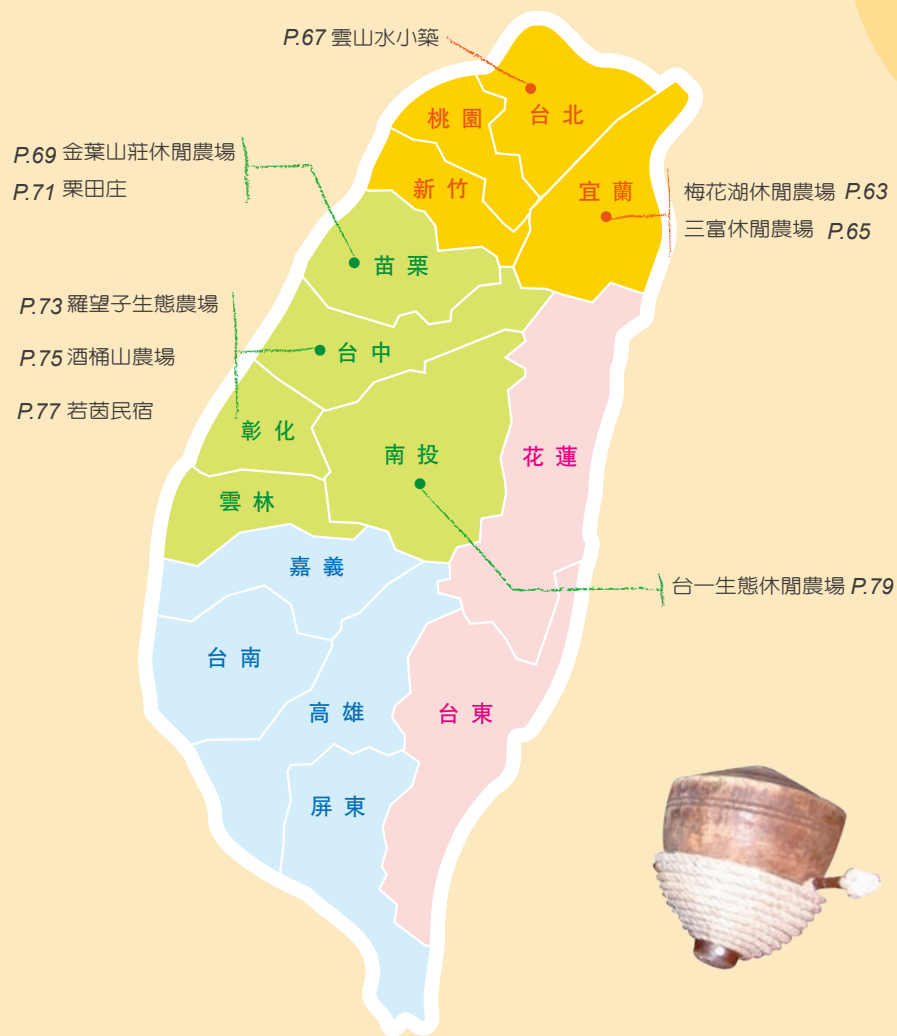 P.67 雲山水小築
桃園
台北
P.69 金葉山莊休閒農場
P.71 栗田庄
新竹
宜蘭
梅花湖休閒農場 P.63
三富休閒農場 P.65
苗栗
P.73 羅望子生態農場
P.75 酒桶山農場
P.77 若茵民宿
台中
彰化
南投
花蓮
雲林
嘉義
台一生態休閒農場 P.79
台南
高雄
台東
屏東